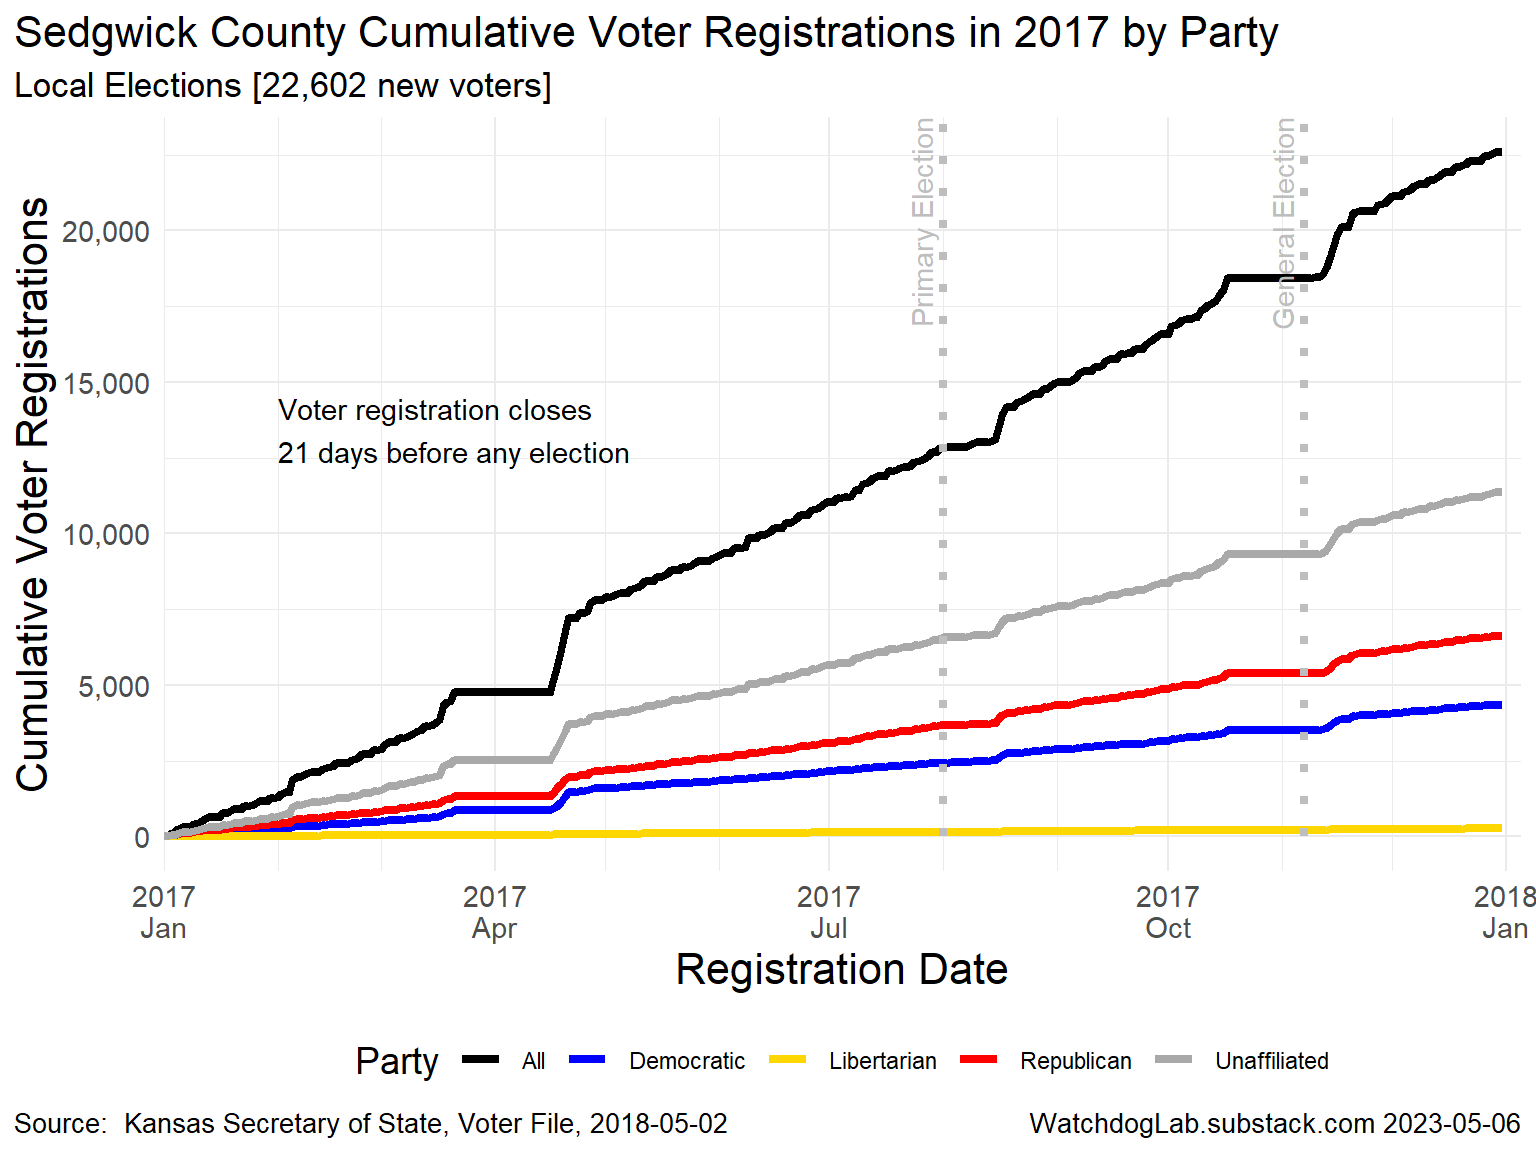 Sedgwick County Cumulative Voter Registrations in 2017 by Party
Local Elections [22,602 new voters]
Cumulative Voter Registrations
20,000
15,000
10,000
5,000
0
Primary Election
General Election
Voter registration closes
21 days before any election
2017 2017 2017 2017 2018
Jan Apr Jul Oct Jan
Registration Date
Party All Democratic Libertarian Republican Unaffiliated
Source:  Kansas Secretary of State, Voter File, 2018-05-02
WatchdogLab.substack.com 2023-05-06